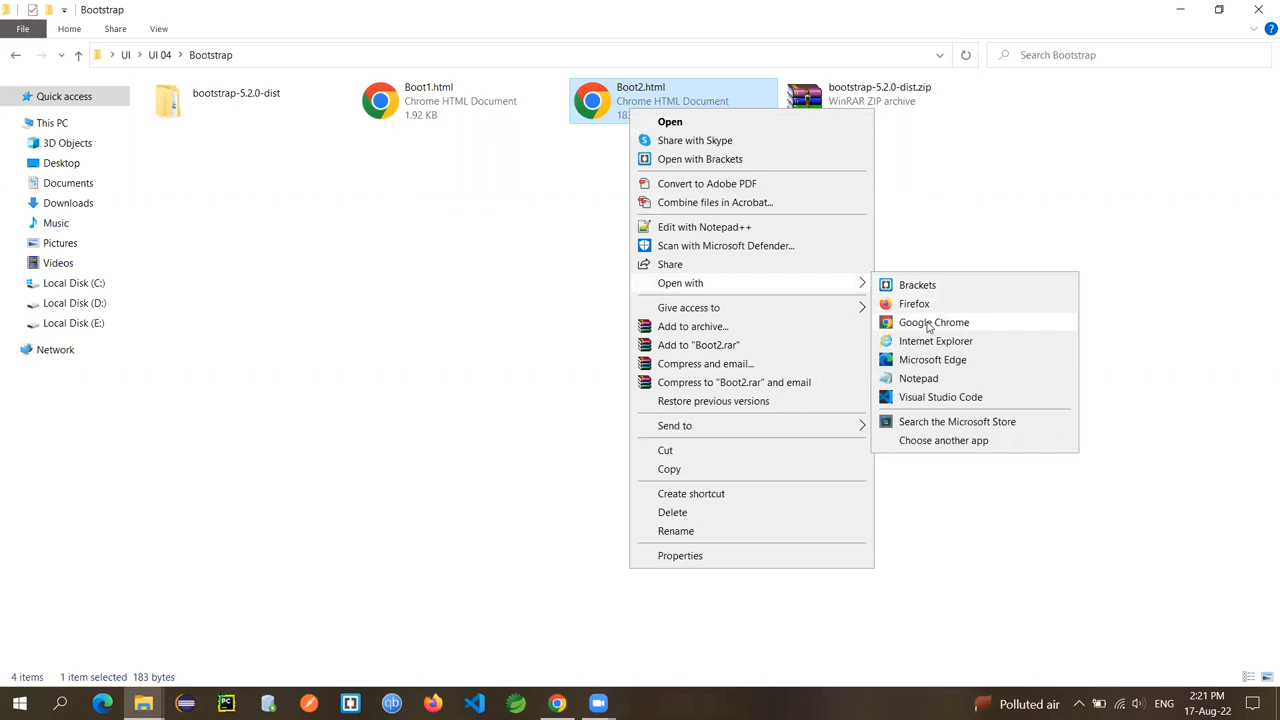 Bootstrap
File
Home
Share
View
UI
UI 04
Bootstrap
Search Bootstrap
Quick access
This PC
3D Objects
Desktop
Documents
Downloads
Music
Pictures
Videos
Local Disk (C:)
Local Disk (D:)
Local Disk (E:)
Network
bootstrap-5.2.0-dist
Boot1.html
Chrome HTML Document
1.92 KB
Boot2.html
Chrome HTML Document
183
bootstrap-5.2.0-dist.zip
WinRAR ZIP archive
Open
Share with Skype
Open with Brackets
Convert to Adobe PDF
Combine files in Acrobat...
Edit with Notepad++
Scan with Microsoft Defender...
Share
Open with
Give access to
Add to archive...
Add to "Boot2.rar"
Compress and email...
Compress to "Boot2.rar" and email
Restore previous versions
Send to
Cut
Copy
Create shortcut
Delete
Rename
Properties
Brackets
Firefox
Google Chrome
Internet Explorer
Microsoft Edge
Notepad
Visual Studio Code
Search the Microsoft Store
Choose another app
4 items
1 item selected
183 bytes
PC
qb
Polluted air
ENG
2:21 PM
17-Aug-22